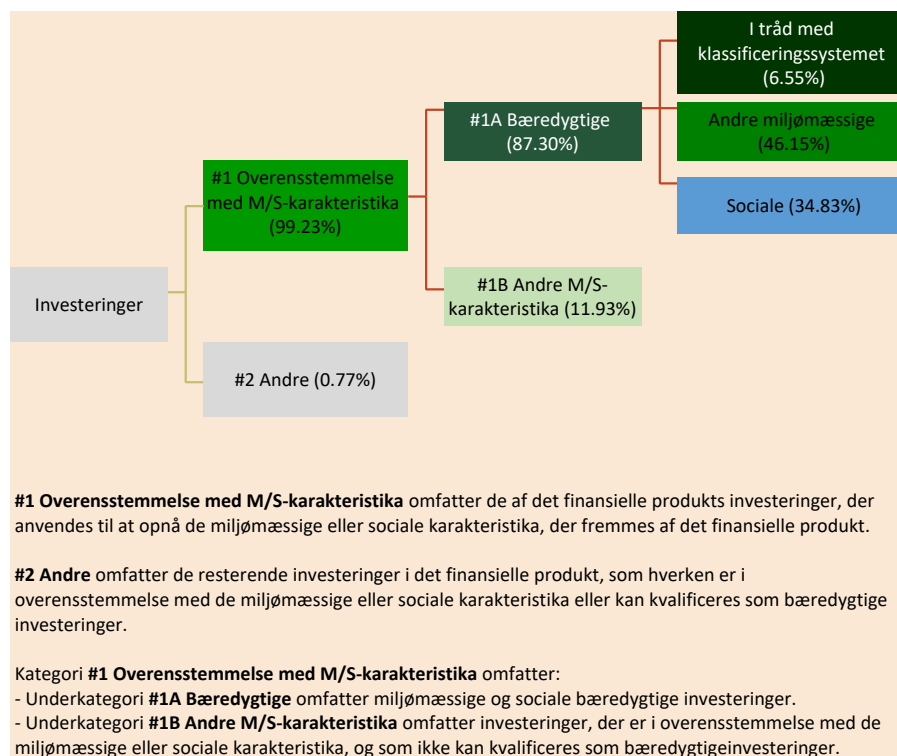 I tråd med
klassificeringssystemet
(6.55%)
#1A Bæredygtige
(87.30%)
Andre miljømæssige
(46.15%)
#1 Overensstemmelse
med M/S-karakteristika
(99.23%)
Sociale (34.83%)
Investeringer
#1B Andre M/S-
karakteristika (11.93%)
#2 Andre (0.77%)
#1 Overensstemmelse med M/S-karakteristika omfatter de af det finansielle produkts investeringer, der
anvendes til at opnå de miljømæssige eller sociale karakteristika, der fremmes af det finansielle produkt.
#2 Andre omfatter de resterende investeringer i det finansielle produkt, som hverken er i
overensstemmelse med de miljømæssige eller sociale karakteristika eller kan kvalificeres som bæredygtige
investeringer.
Kategori #1 Overensstemmelse med M/S-karakteristika omfatter:
- Underkategori #1A Bæredygtige omfatter miljømæssige og sociale bæredygtige investeringer.
- Underkategori #1B Andre M/S-karakteristika omfatter investeringer, der er i overensstemmelse med de
miljømæssige eller sociale karakteristika, og som ikke kan kvalificeres som bæredygtigeinvesteringer.